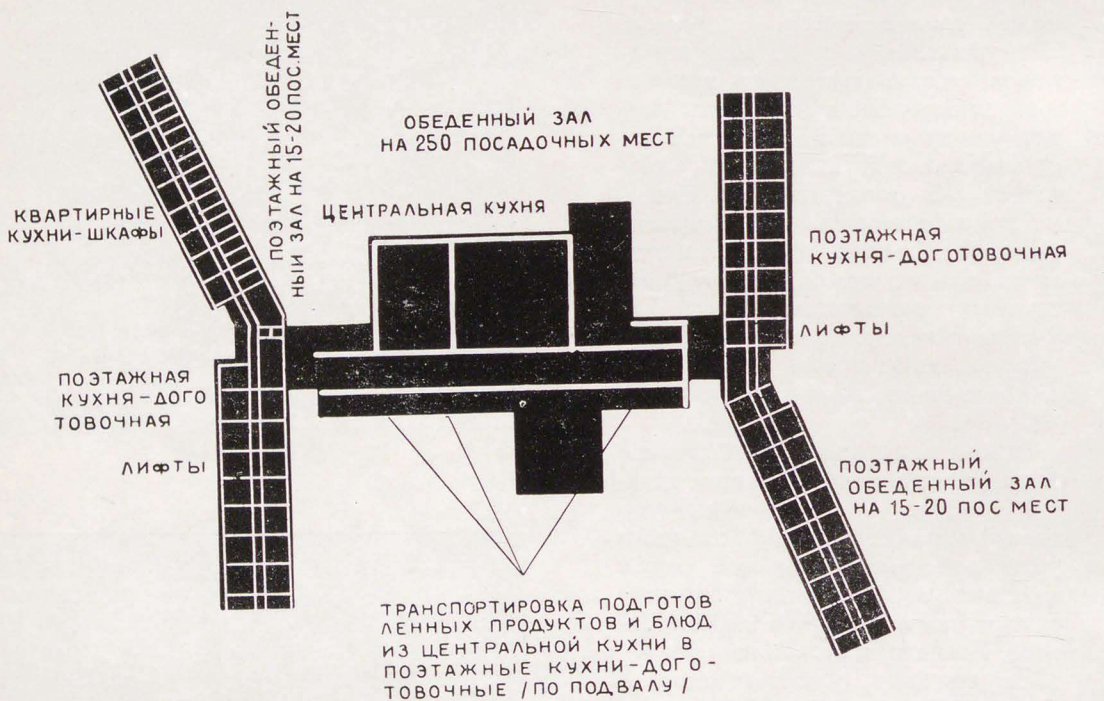 ПОЭТАЖНЫЙ ОБЕДЕН-
НЫЙ ЗАЛ НА 15-20 ПОС.МЕСТ
ОБЕДЕННЫЙ ЗАЛ
НА 250 ПОСАДОЧНЫХ МЕСТ
КВАРТИРНЫЕ
КУХНИ-ШКАФЫ
ЦЕНТРАЛЬНАЯ КУХНЯ
ПОЭТАЖНАЯ
КУХНЯ-ДОГОТОВОЧНАЯ
ЛИФТЫ
ПОЭТАЖНАЯ
КУХНЯ-ДОГО
ТОВОЧНАЯ
ЛИФТЫ
ПОЭТАЖНЫЙ
ОБЕДЕННЫЙ ЗАЛ
НА 15-20 ПОС МЕСТ
ТРАНСПОРТИРОВКА ПОДГОТОВ
ЛЕННЫХ ПРОДУКТОВ И БЛЮД
ИЗ ЦЕНТРАЛЬНОЙ КУХНИ В
ПОЭТАЖНЫЕ КУХНИ-ДОГО-
ТОВОЧНЫЕ /ПО ПОДВАЛУ/